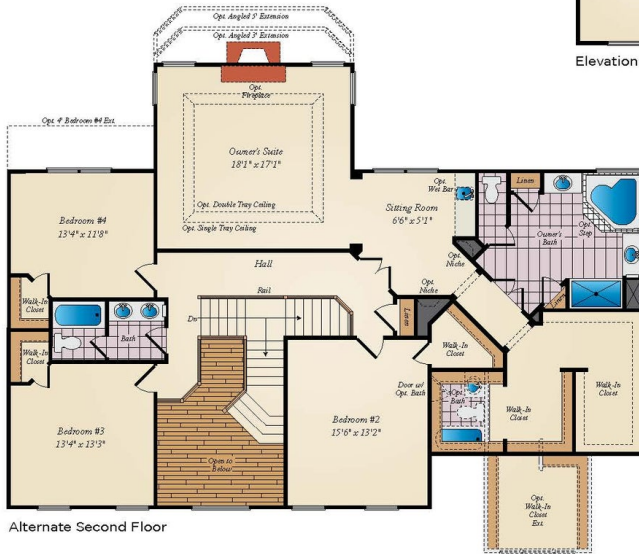 Opt. Angled 5' Extension
Opt. Angled 3' Extension
Elevation
Opt.
Fireplace
Opt. 4' Bedroom #4 Ext.
Owner's Suite
18'1" x 17'1"
Opt.
Wet Bar
Linen
Sitting Room
6'6" x 5'1"
Opt. Double Tray Ceiling
Opt. Single Tray Ceiling
Bedroom #4
13'4" x 11'8"
Owner's
Bath
Opt.
Step
Hall
Opt.
Niche
Rail
Opt.
Niche
Walk-In
Closet
Dn
Linen
Linen
Bath
Walk-In
Closet
Walk-In
Closet
Door w/
Opt. Bath
Opt.
Bath
Walk-In
Closet
Walk-In
Closet
Bedroom #3
13'4" x 13'3"
Bedroom #2
15'6" x 13'2"
Open to
Below
Opt.
Walk-In
Closet
Ext.
Alternate Second Floor